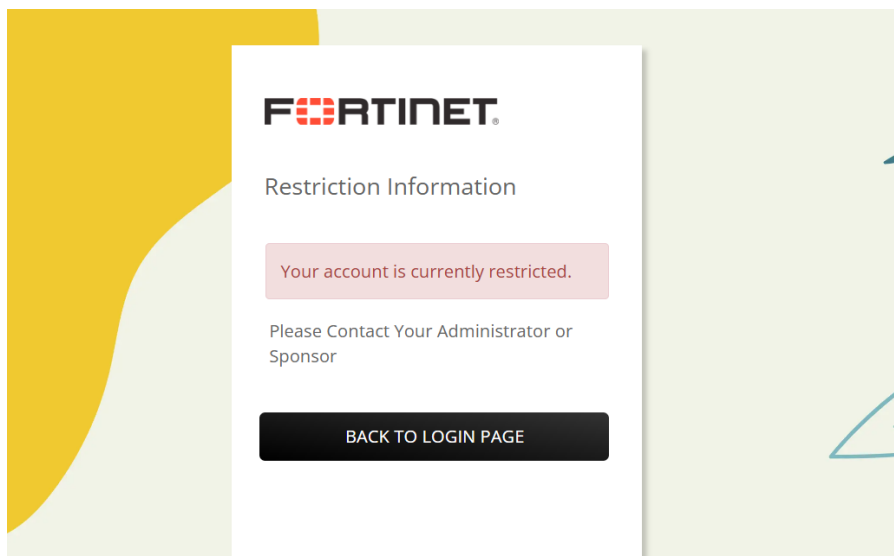 FORTINET®
Restriction Information
Your account is currently restricted.
Please Contact Your Administrator or
Sponsor
BACK TO LOGIN PAGE